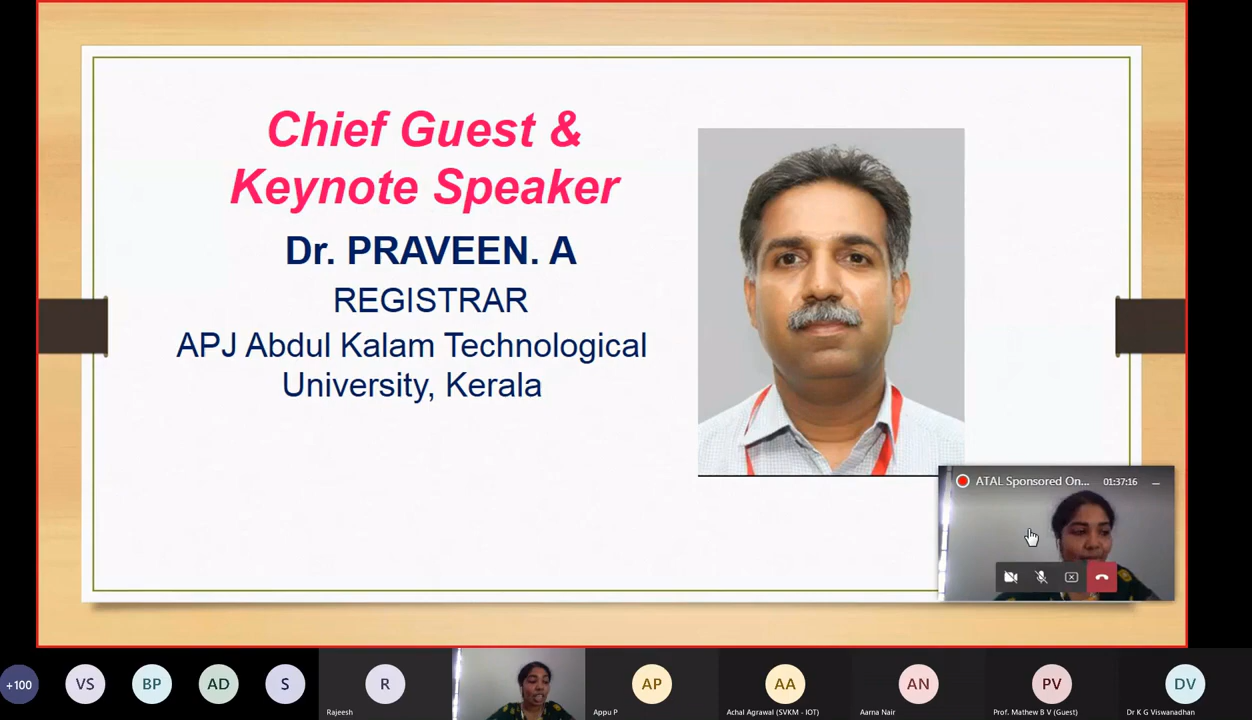 Chief Guest &
Keynote Speaker
Dr. PRAVEEN. A
REGISTRAR
APJ Abdul Kalam Technological
University, Kerala
ATAL Sponsored On... 01:37:16
+100 VS BP AD S R AP AA AN PV DV
Rajeesh Appu P Achal Agrawal (SVKM - IOT) Aarna Nair Prof. Mathew B V (Guest) Dr K G Viswanadhan